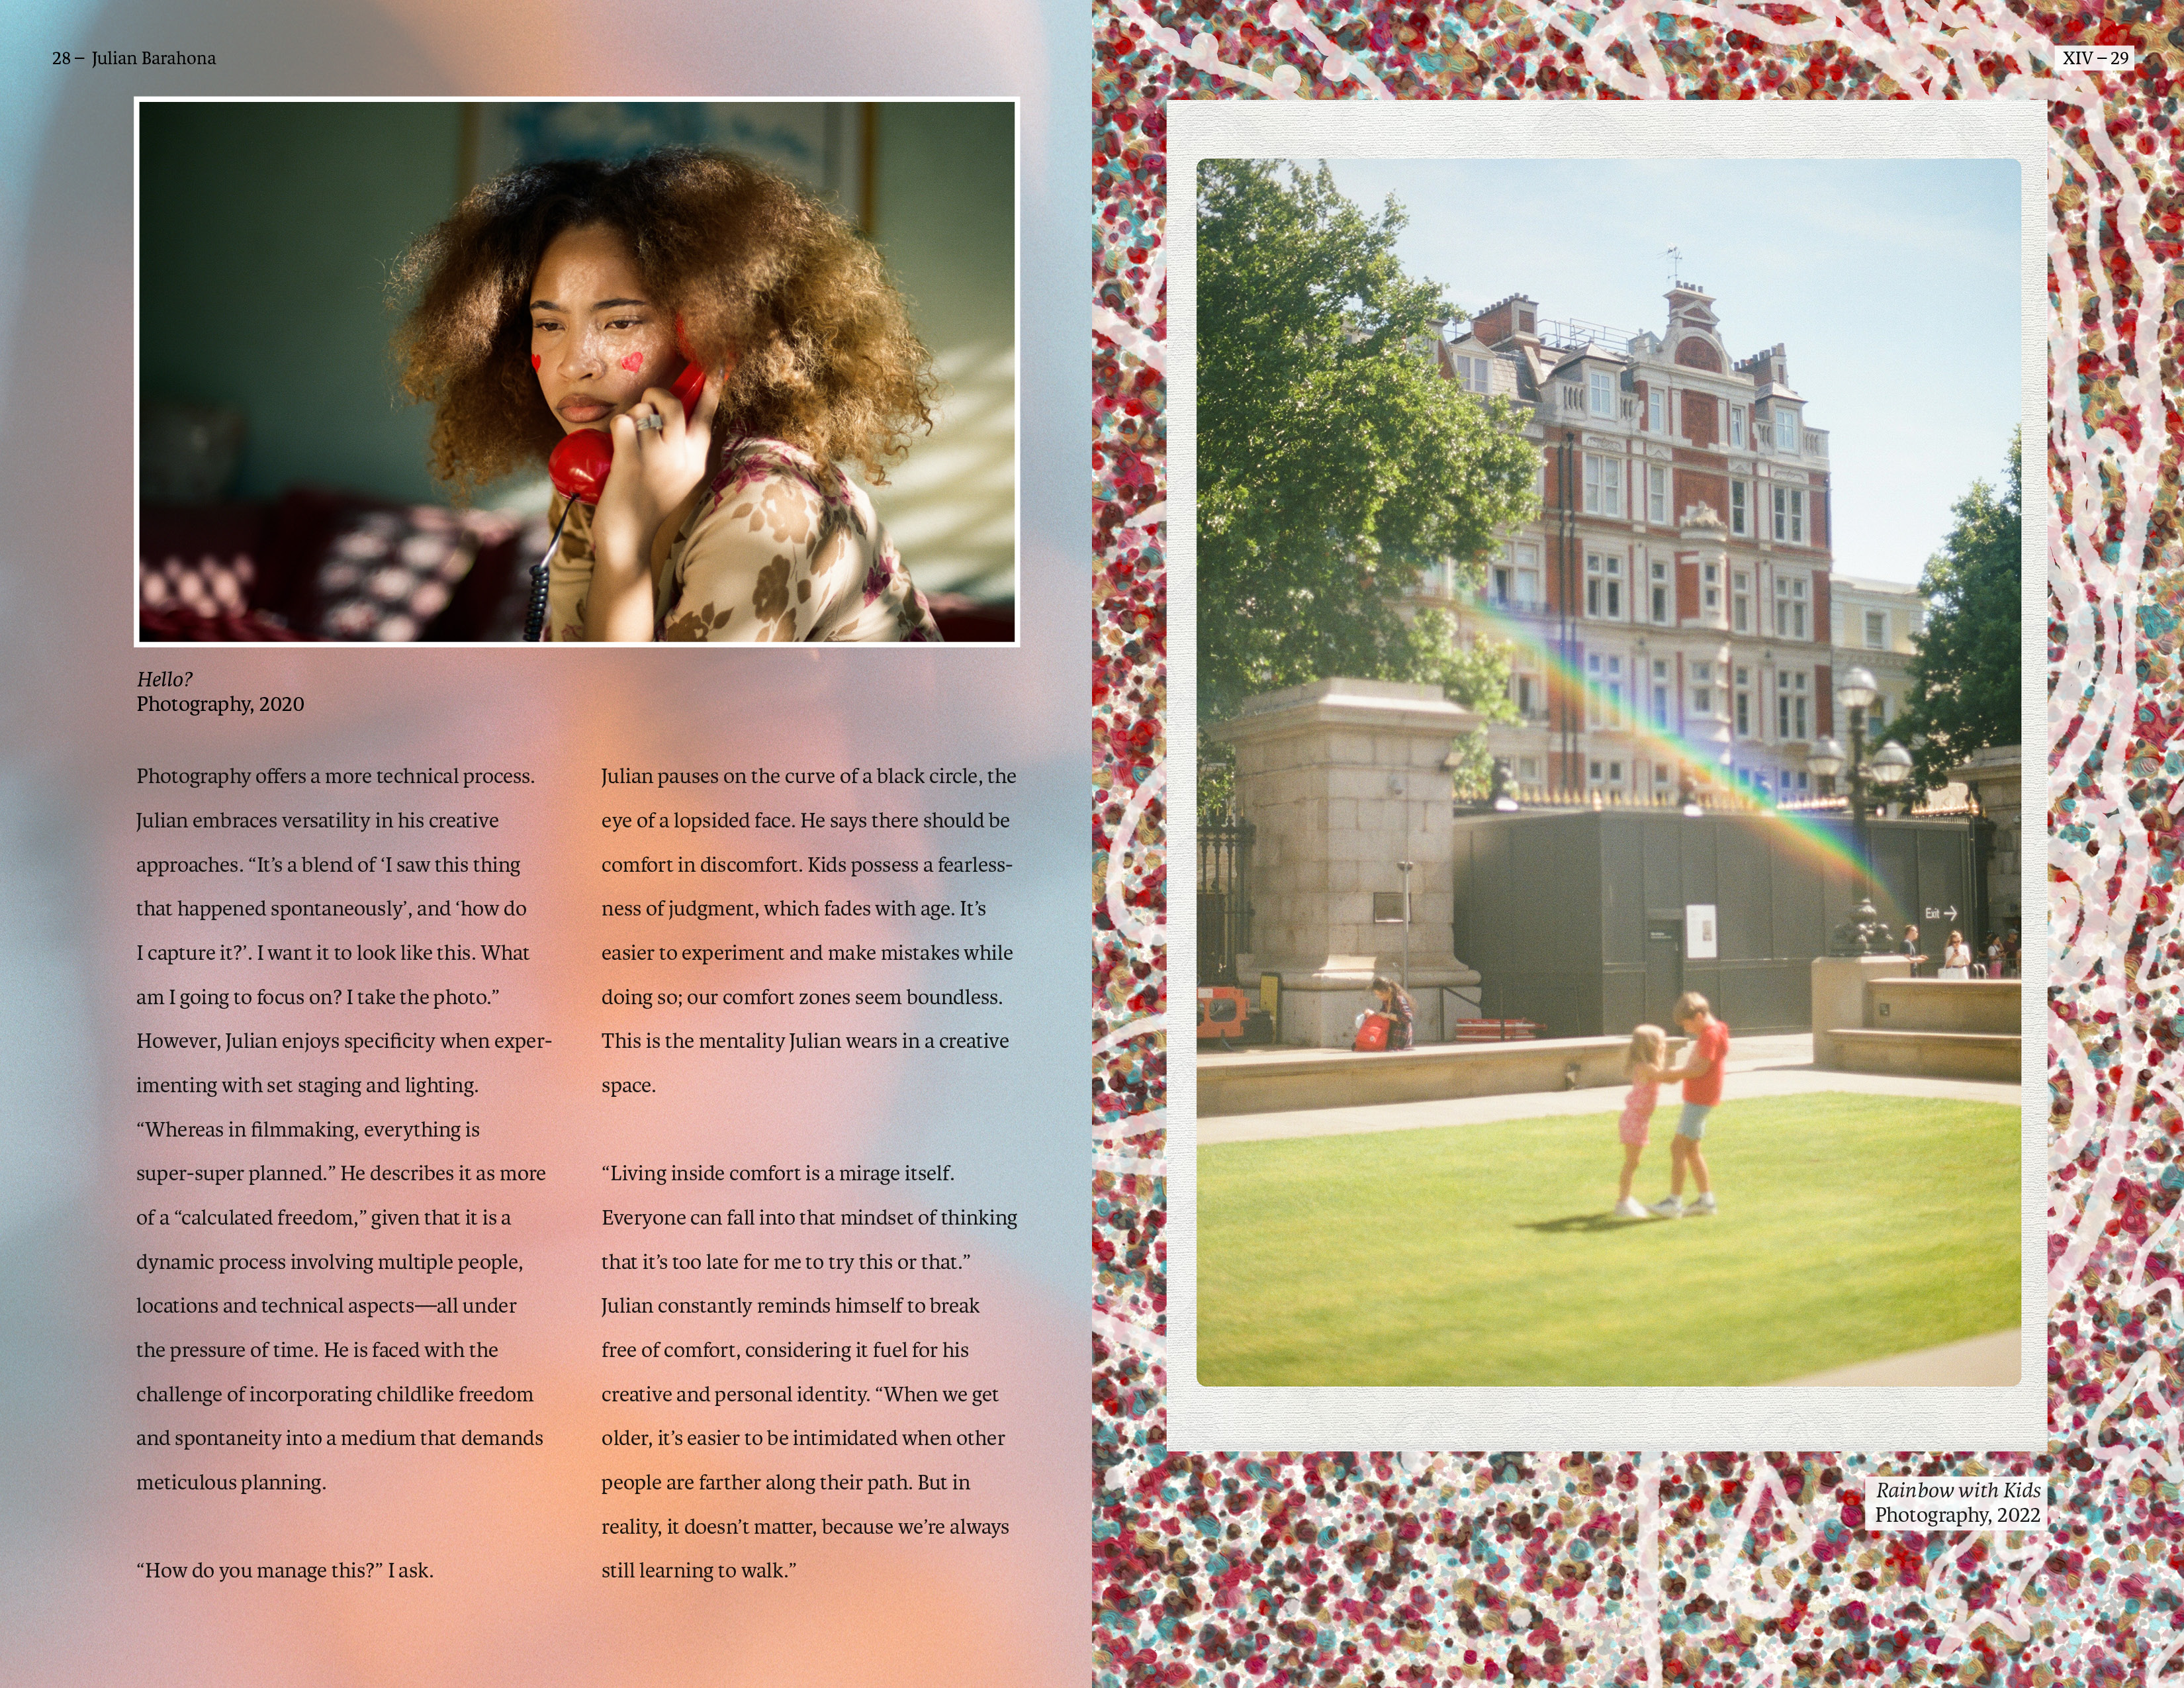 28 – Julian Barahona
Hello?
Photography, 2020
Photography offers a more technical process.
Julian embraces versatility in his creative
approaches. “It’s a blend of ‘I saw this thing
that happened spontaneously’, and ‘how do
I capture it?’. I want it to look like this. What
am I going to focus on? I take the photo.”
However, Julian enjoys specificity when exper-
imenting with set staging and lighting.
“Whereas in filmmaking, everything is
super-super planned.” He describes it as more
of a “calculated freedom,” given that it is a
dynamic process involving multiple people,
locations and technical aspects—all under
the pressure of time. He is faced with the
challenge of incorporating childlike freedom
and spontaneity into a medium that demands
meticulous planning.
“How do you manage this?” I ask.
Julian pauses on the curve of a black circle, the
eye of a lopsided face. He says there should be
comfort in discomfort. Kids possess a fearless-
ness of judgment, which fades with age. It’s
easier to experiment and make mistakes while
doing so; our comfort zones seem boundless.
This is the mentality Julian wears in a creative
space.
“Living inside comfort is a mirage itself.
Everyone can fall into that mindset of thinking
that it’s too late for me to try this or that.”
Julian constantly reminds himself to break
free of comfort, considering it fuel for his
creative and personal identity. “When we get
older, it’s easier to be intimidated when other
people are farther along their path. But in
reality, it doesn’t matter, because we’re always
still learning to walk.”
XIV – 29
Exit →
Rainbow with Kids
Photography, 2022